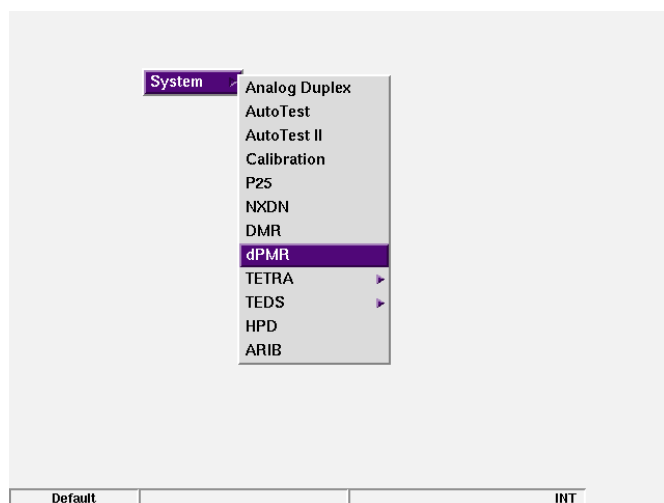 System
Analog Duplex
AutoTest
AutoTest II
Calibration
P25
NXDN
DMR
dPMR
TETRA
TEDS
HPD
ARIB
Default INT